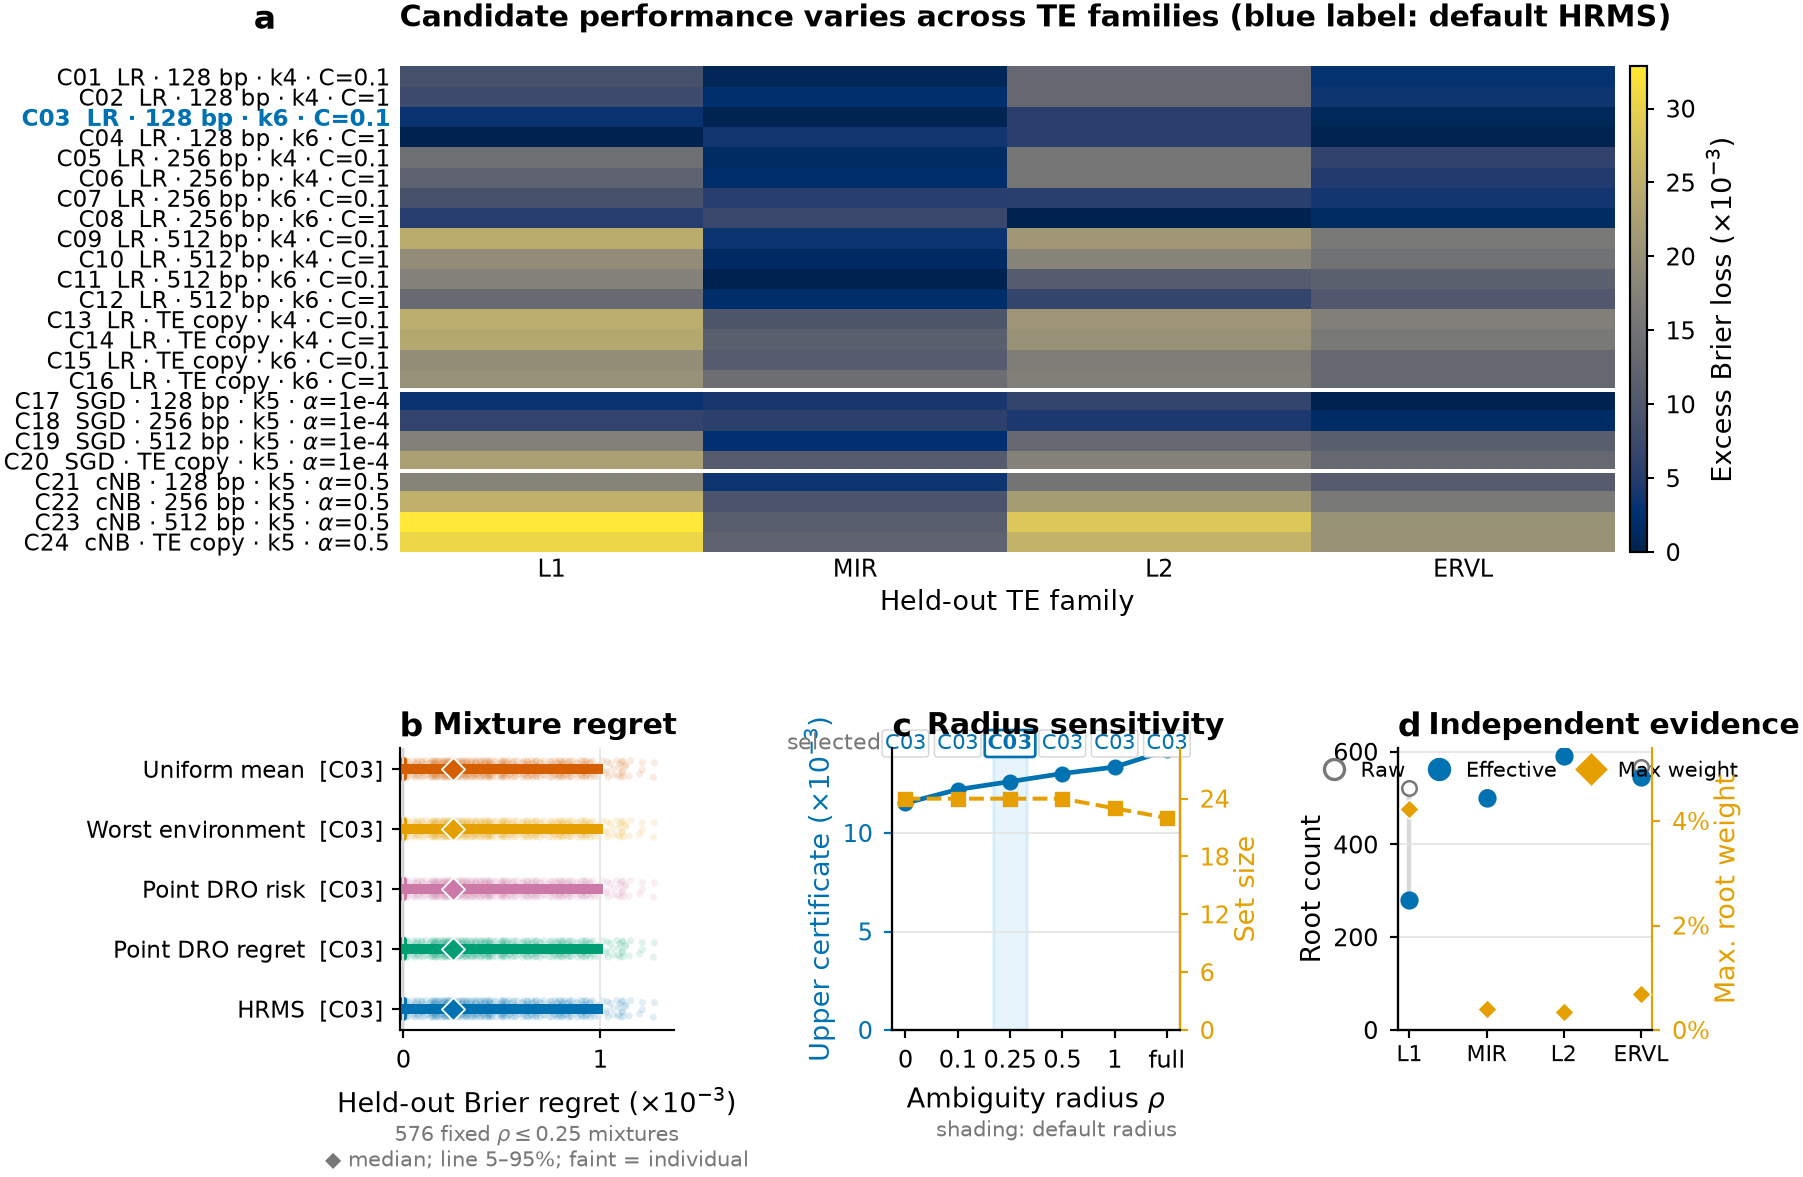 a Candidate performance varies across TE families (blue label: default HRMS)
C01 LR · 128 bp · k4 · C=0.1
C02 LR · 128 bp · k4 · C=1
C03 LR · 128 bp · k6 · C=0.1
C04 LR · 128 bp · k6 · C=1
C05 LR · 256 bp · k4 · C=0.1
C06 LR · 256 bp · k4 · C=1
C07 LR · 256 bp · k6 · C=0.1
C08 LR · 256 bp · k6 · C=1
C09 LR · 512 bp · k4 · C=0.1
C10 LR · 512 bp · k4 · C=1
C11 LR · 512 bp · k6 · C=0.1
C12 LR · 512 bp · k6 · C=1
C13 LR · TE copy · k4 · C=0.1
C14 LR · TE copy · k4 · C=1
C15 LR · TE copy · k6 · C=0.1
C16 LR · TE copy · k6 · C=1
C17 SGD · 128 bp · k5 · α=1e-4
C18 SGD · 256 bp · k5 · α=1e-4
C19 SGD · 512 bp · k5 · α=1e-4
C20 SGD · TE copy · k5 · α=1e-4
C21 cNB · 128 bp · k5 · α=0.5
C22 cNB · 256 bp · k5 · α=0.5
C23 cNB · 512 bp · k5 · α=0.5
C24 cNB · TE copy · k5 · α=0.5
L1 MIR L2 ERVL
Held-out TE family
30
25
20
15
10
5
0
Excess Brier loss (×10⁻³)
b Mixture regret
Uniform mean [C03]
Worst environment [C03]
Point DRO risk [C03]
Point DRO regret [C03]
HRMS [C03]
0 1
Held-out Brier regret (×10⁻³)
576 fixed ρ ≤ 0.25 mixtures
◆ median; line 5–95%; faint = individual
c Radius sensitivity
selected C03 C03 C03 C03 C03 C03
Upper certificate (×10⁻³)
10
5
0
24
18
12
6
0
Set size
0 0.1 0.25 0.5 1 full
Ambiguity radius ρ
shading: default radius
d Independent evidence
Raw Effective Max weight
Root count
600
400
200
0
4%
2%
0%
Max. root weight
L1 MIR L2 ERVL